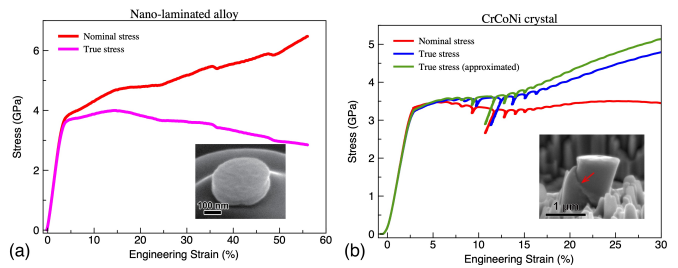 Nano-laminated alloy
Nominal stress
True stress
Stress (GPa)
6
4
2
0
100 nm
0 10 20 30 40 50 60
Engineering Strain (%)
(a)
CrCoNi crystal
Nominal stress
True stress
True stress (approximated)
Stress (GPa)
5
4
3
2
1
0
1 μm
0 5 10 15 20 25 30
Engineering Strain (%)
(b)